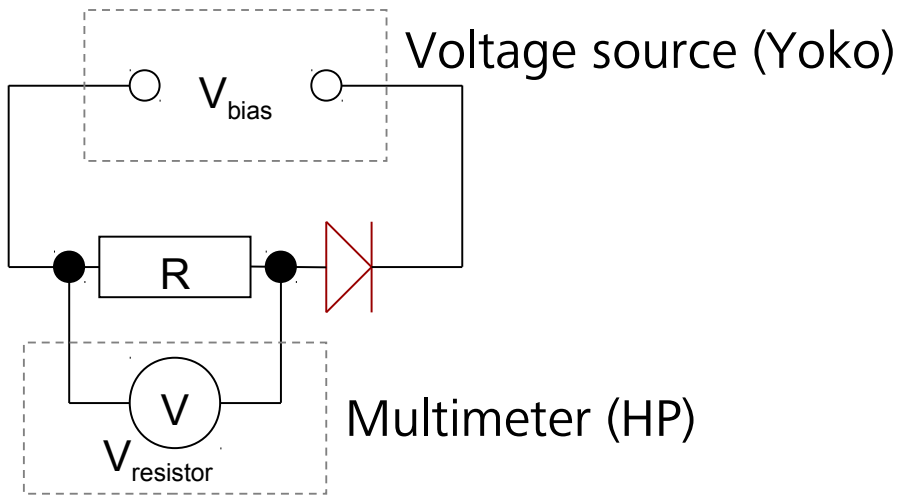 Voltage source (Yoko)
Vbias
R
V
Vresistor
Multimeter (HP)